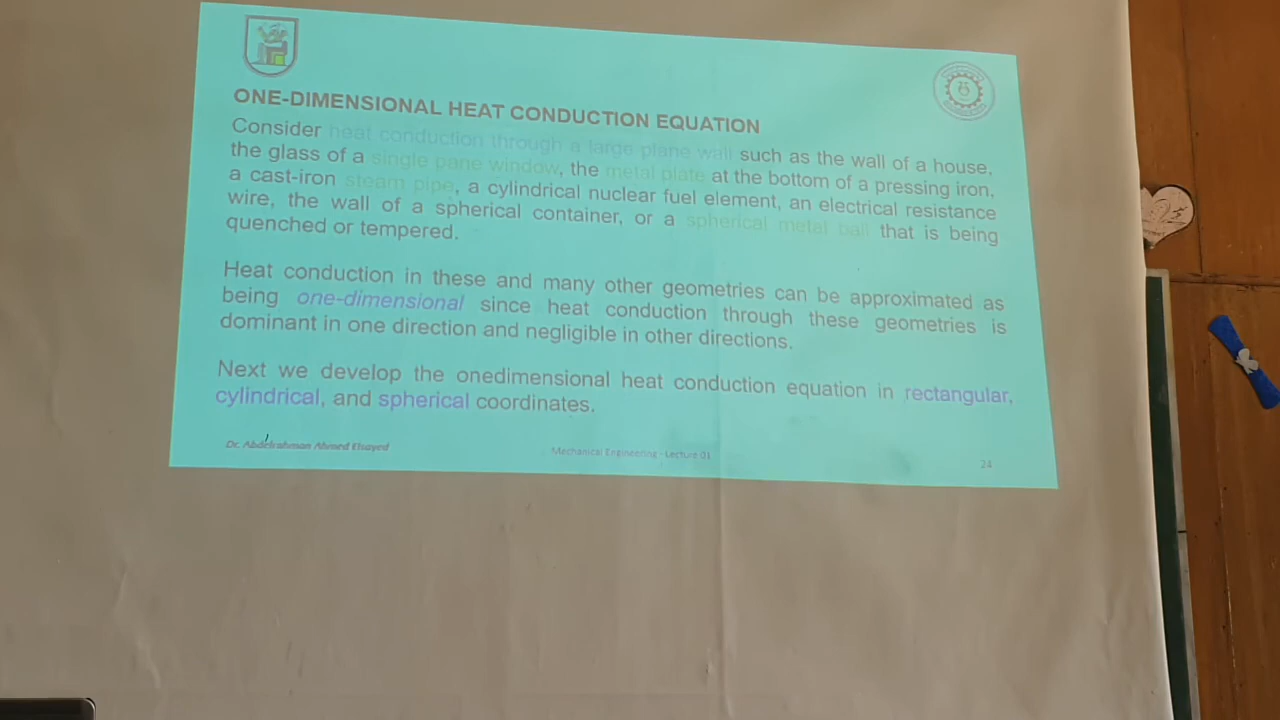 ONE-DIMENSIONAL HEAT CONDUCTION EQUATION
Consider heat conduction through a large plane wall such as the wall of a house,
the glass of a single pane window, the metal plate at the bottom of a pressing iron,
a cast-iron steam pipe, a cylindrical nuclear fuel element, an electrical resistance
wire, the wall of a spherical container, or a spherical metal ball that is being
quenched or tempered.
Heat conduction in these and many other geometries can be approximated as
being one-dimensional since heat conduction through these geometries is
dominant in one direction and negligible in other directions.
Next we develop the onedimensional heat conduction equation in rectangular,
cylindrical, and spherical coordinates.
Dr. Abdelrahman Ahmed Elsayed
Mechanical Engineering - Lecture 01
24